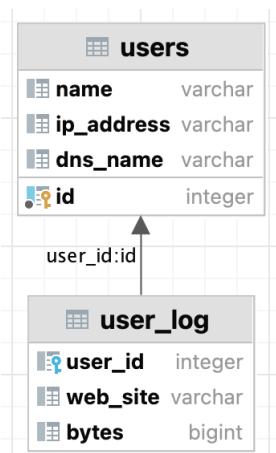 users
name varchar
ip_address varchar
dns_name varchar
id integer
user_id:id
user_log
user_id integer
web_site varchar
bytes bigint